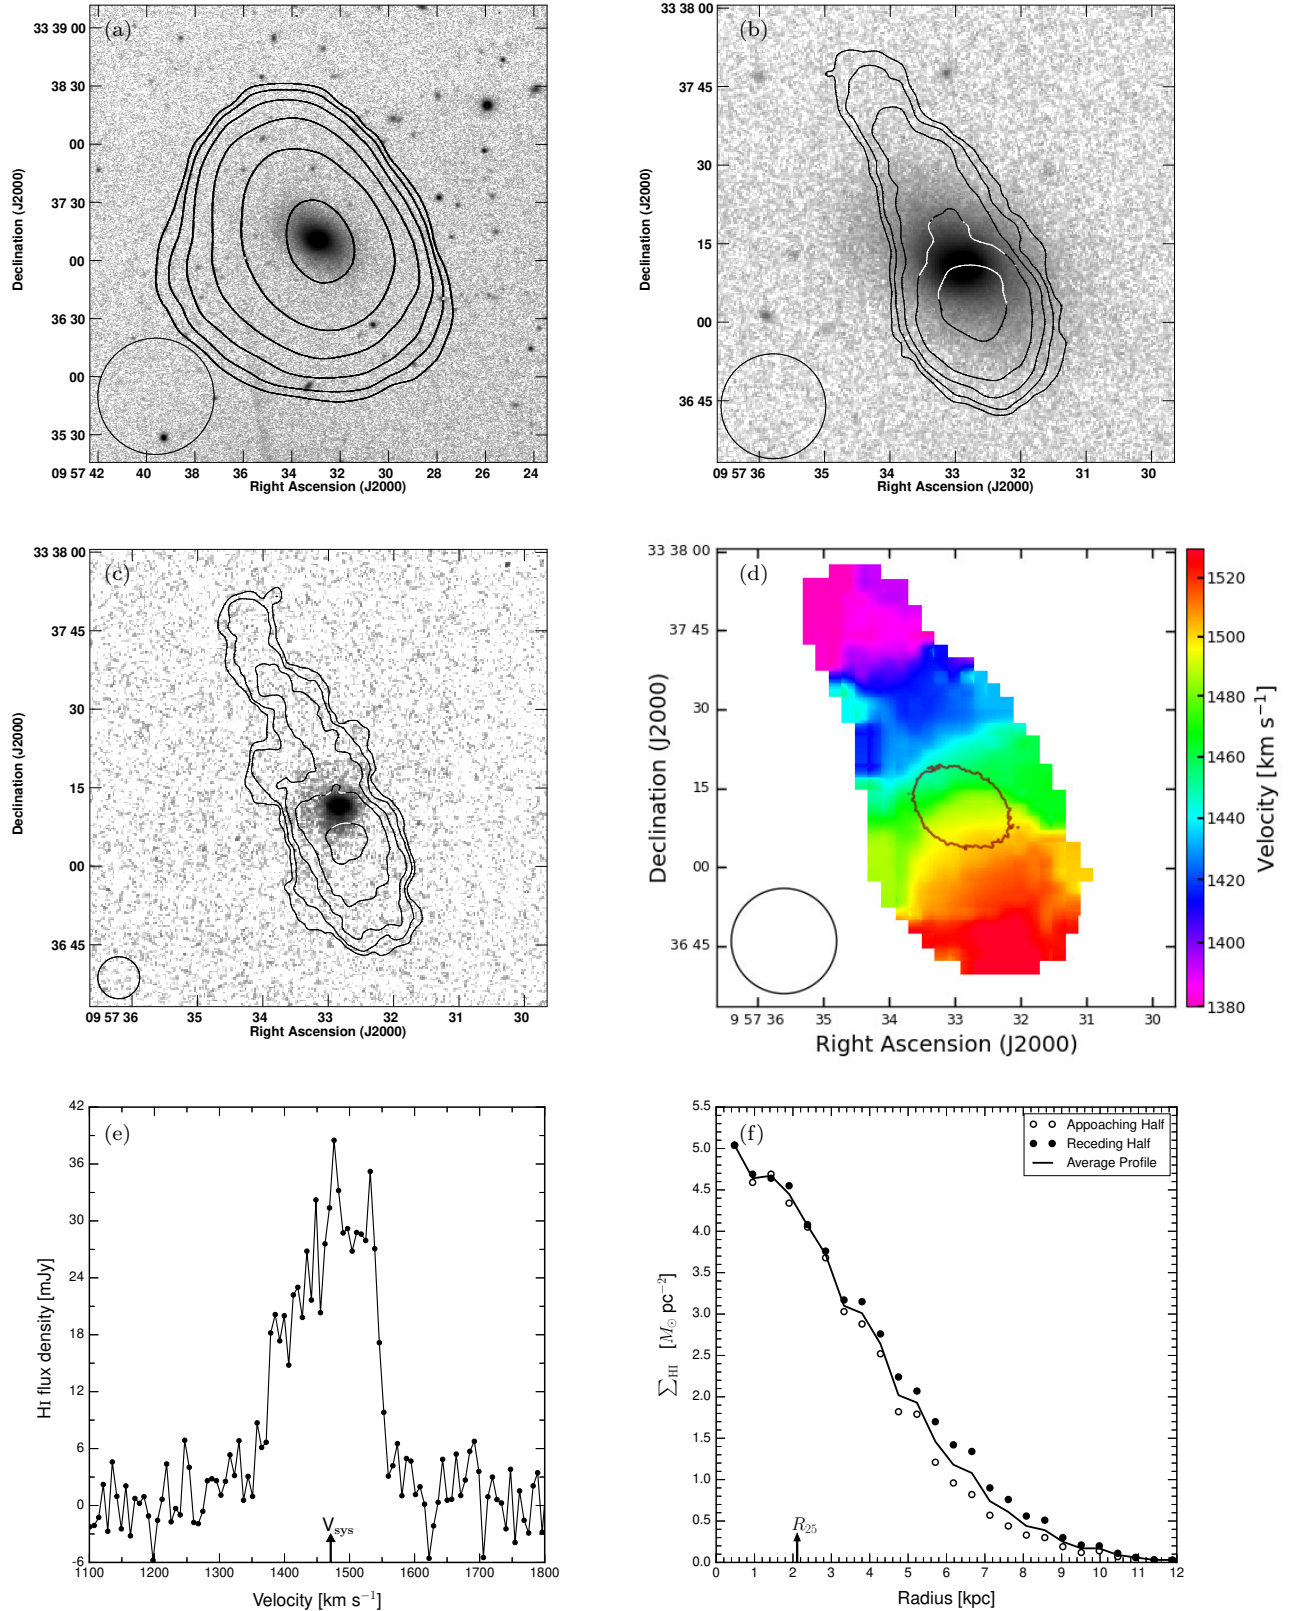 (a)
33 39 00
38 30
00
37 30
00
36 30
00
35 30
Declination (J2000)
09 57 42 40 38 36 34 32 30 28 26 24
Right Ascension (J2000)
(b)
33 38 00
37 45
30
15
00
36 45
Declination (J2000)
09 57 36 35 34 33 32 31 30
Right Ascension (J2000)
(c)
33 38 00
37 45
30
15
00
36 45
Declination (J2000)
09 57 36 35 34 33 32 31 30
Right Ascension (J2000)
(d)
33 38 00
37 45
30
15
00
36 45
Declination (J2000)
9 57 36 35 34 33 32 31 30
Right Ascension (J2000)
1520
1500
1480
1460
1440
1420
1400
1380
Velocity [km s−1]
(e)
42
36
30
24
18
12
6
0
-6
HI flux density [mJy]
Vsys
1100 1200 1300 1400 1500 1600 1700 1800
Velocity [km s−1]
(f)
Appoaching Half
Receding Half
Average Profile
5.5
5.0
4.5
4.0
3.5
3.0
2.5
2.0
1.5
1.0
0.5
0.0
∑HI [M⊙ pc−2]
R25
0 1 2 3 4 5 6 7 8 9 10 11 12
Radius [kpc]